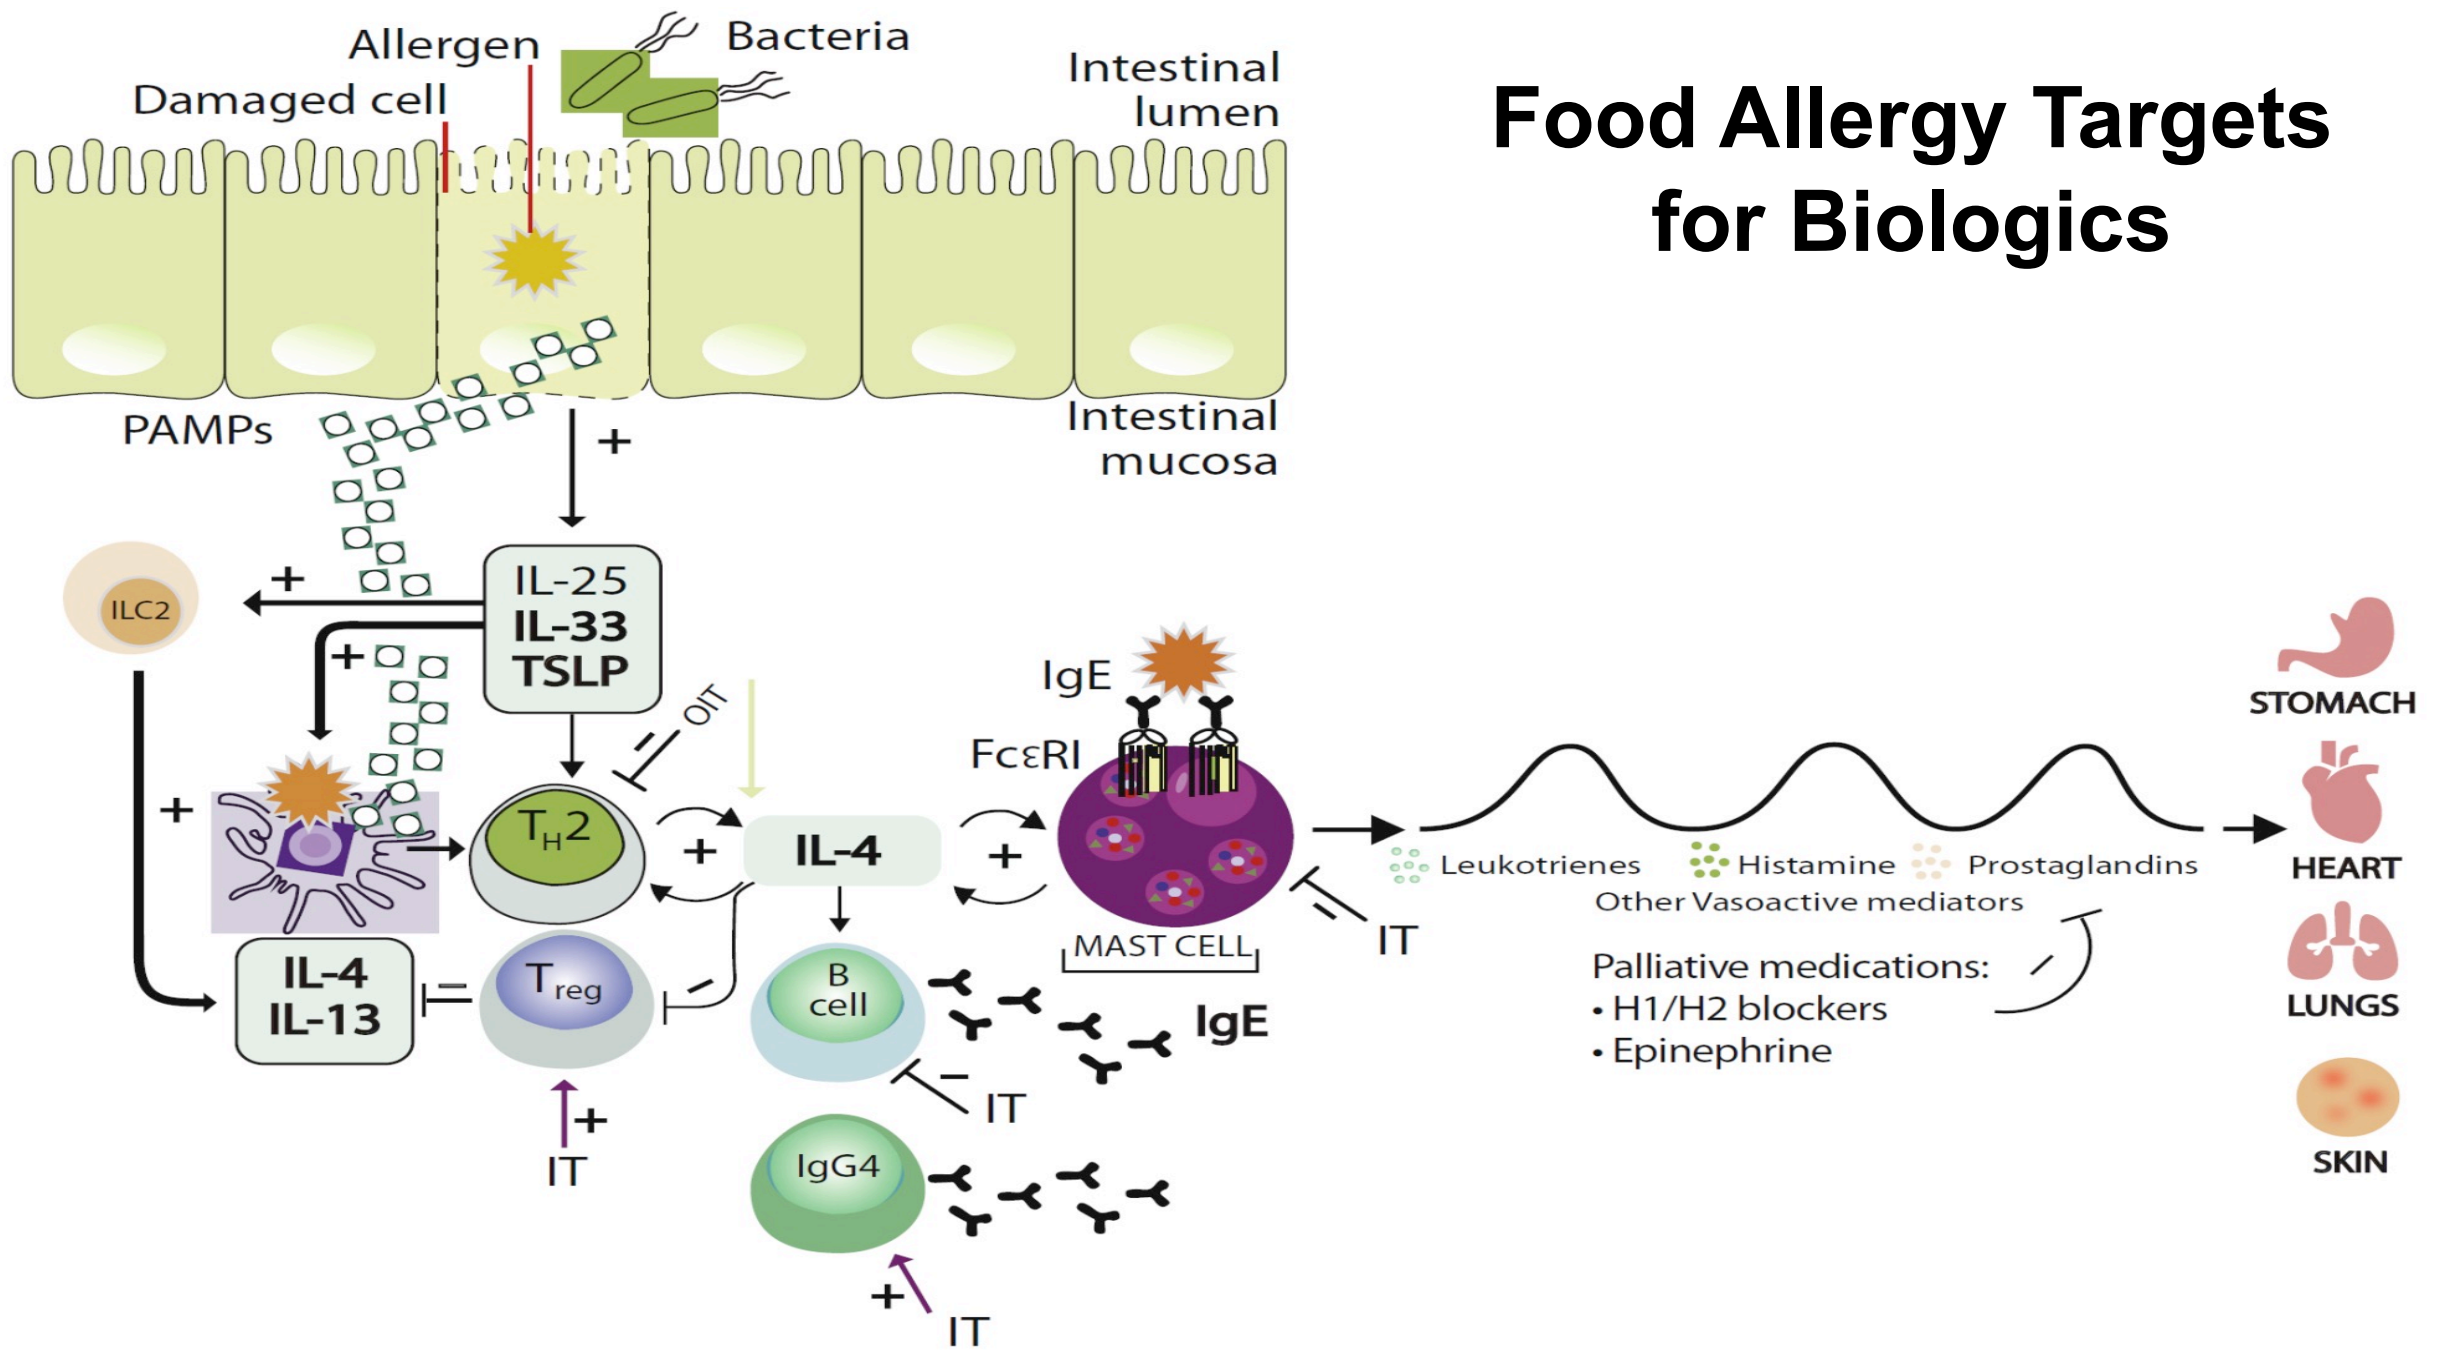 Food Allergy Targets
for Biologics
Allergen
Bacteria
Damaged cell
Intestinal
lumen
PAMPs
Intestinal
mucosa
+
IL-25
IL-33
TSLP
+
ILC2
+
OIT
−
+
TH2
+
IL-4
+
IgE
FcεRI
MAST CELL
−
IT
Leukotrienes
Histamine
Prostaglandins
Other Vasoactive mediators
Palliative medications:
• H1/H2 blockers
• Epinephrine
−
IL-4
IL-13
−
Treg
−
+
IT
B
cell
IgE
−
IT
IgG4
+
IT
STOMACH
HEART
LUNGS
SKIN